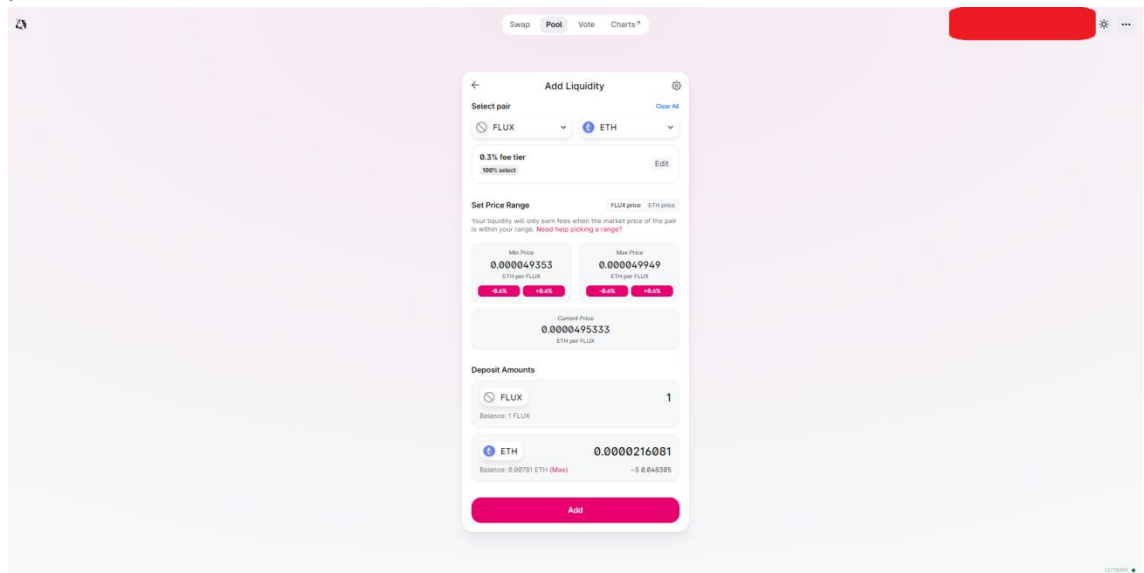 Swap Pool Vote Charts↗
Add Liquidity
Select pair Clear All
FLUX ETH
0.3% fee tier Edit
100% select
Set Price Range FLUX price ETH price
Your liquidity will only earn fees when the market price of the pair
is within your range. Need help picking a range?
Min Price Max Price
0.000049353 0.000049949
ETH per FLUX ETH per FLUX
-0.6% +0.6% -0.6% +0.6%
Current Price
0.0000495333
ETH per FLUX
Deposit Amounts
FLUX 1
Balance: 1 FLUX
ETH 0.0000216081
Balance: 0.00781 ETH (Max) ~$ 0.048305
Add